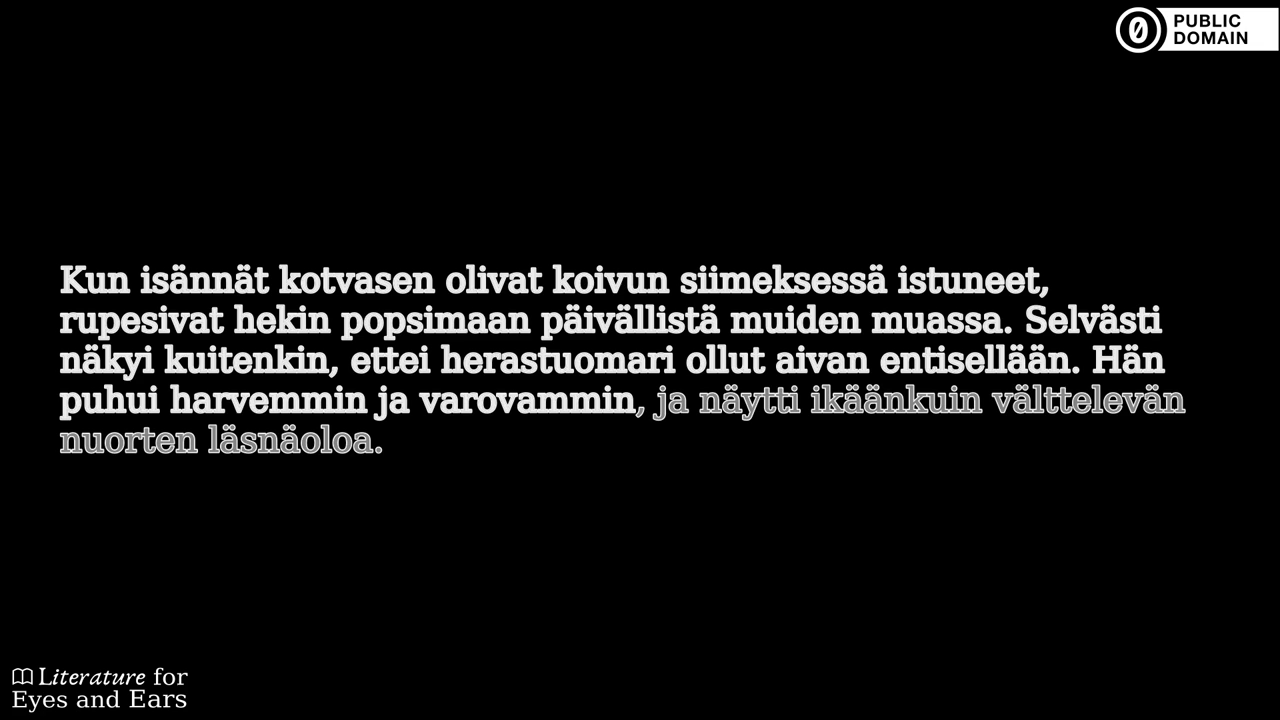 PUBLIC
DOMAIN
Kun isännät kotvasen olivat koivun siimeksessä istuneet,
rupesivat hekin popsimaan päivällistä muiden muassa. Selvästi
näkyi kuitenkin, ettei herastuomari ollut aivan entisellään. Hän
puhui harvemmin ja varovammin, ja näytti ikäänkuin välttelevän
nuorten läsnäoloa.
Literature for
Eyes and Ears